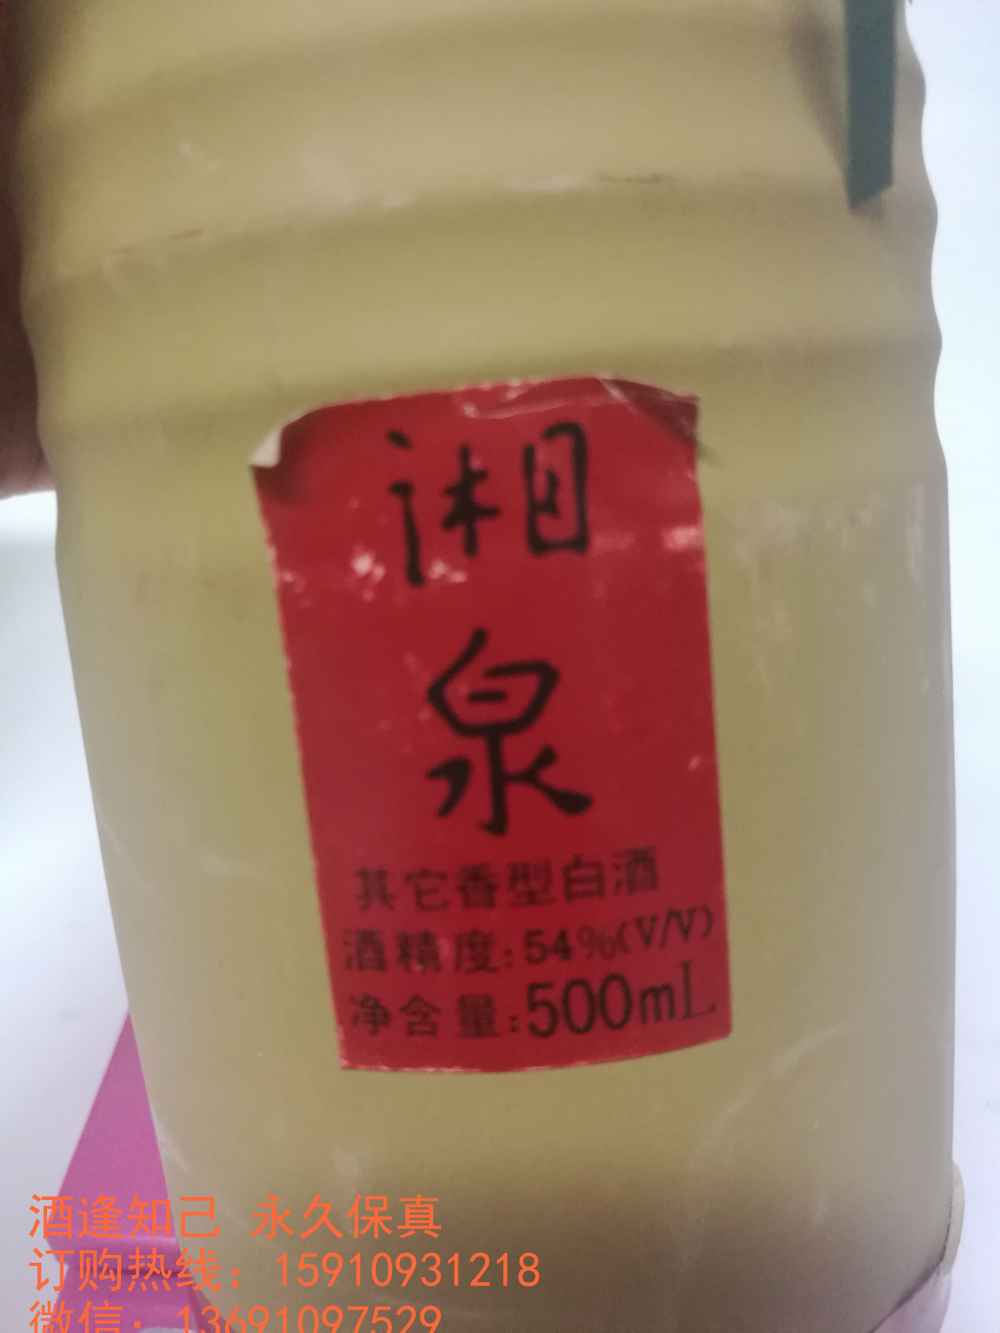 湘
泉
其它香型白酒
酒精度:54%(V/V)
净含量:500mL
酒逢知己 永久保真
订购热线：15910931218
微信：13691097529